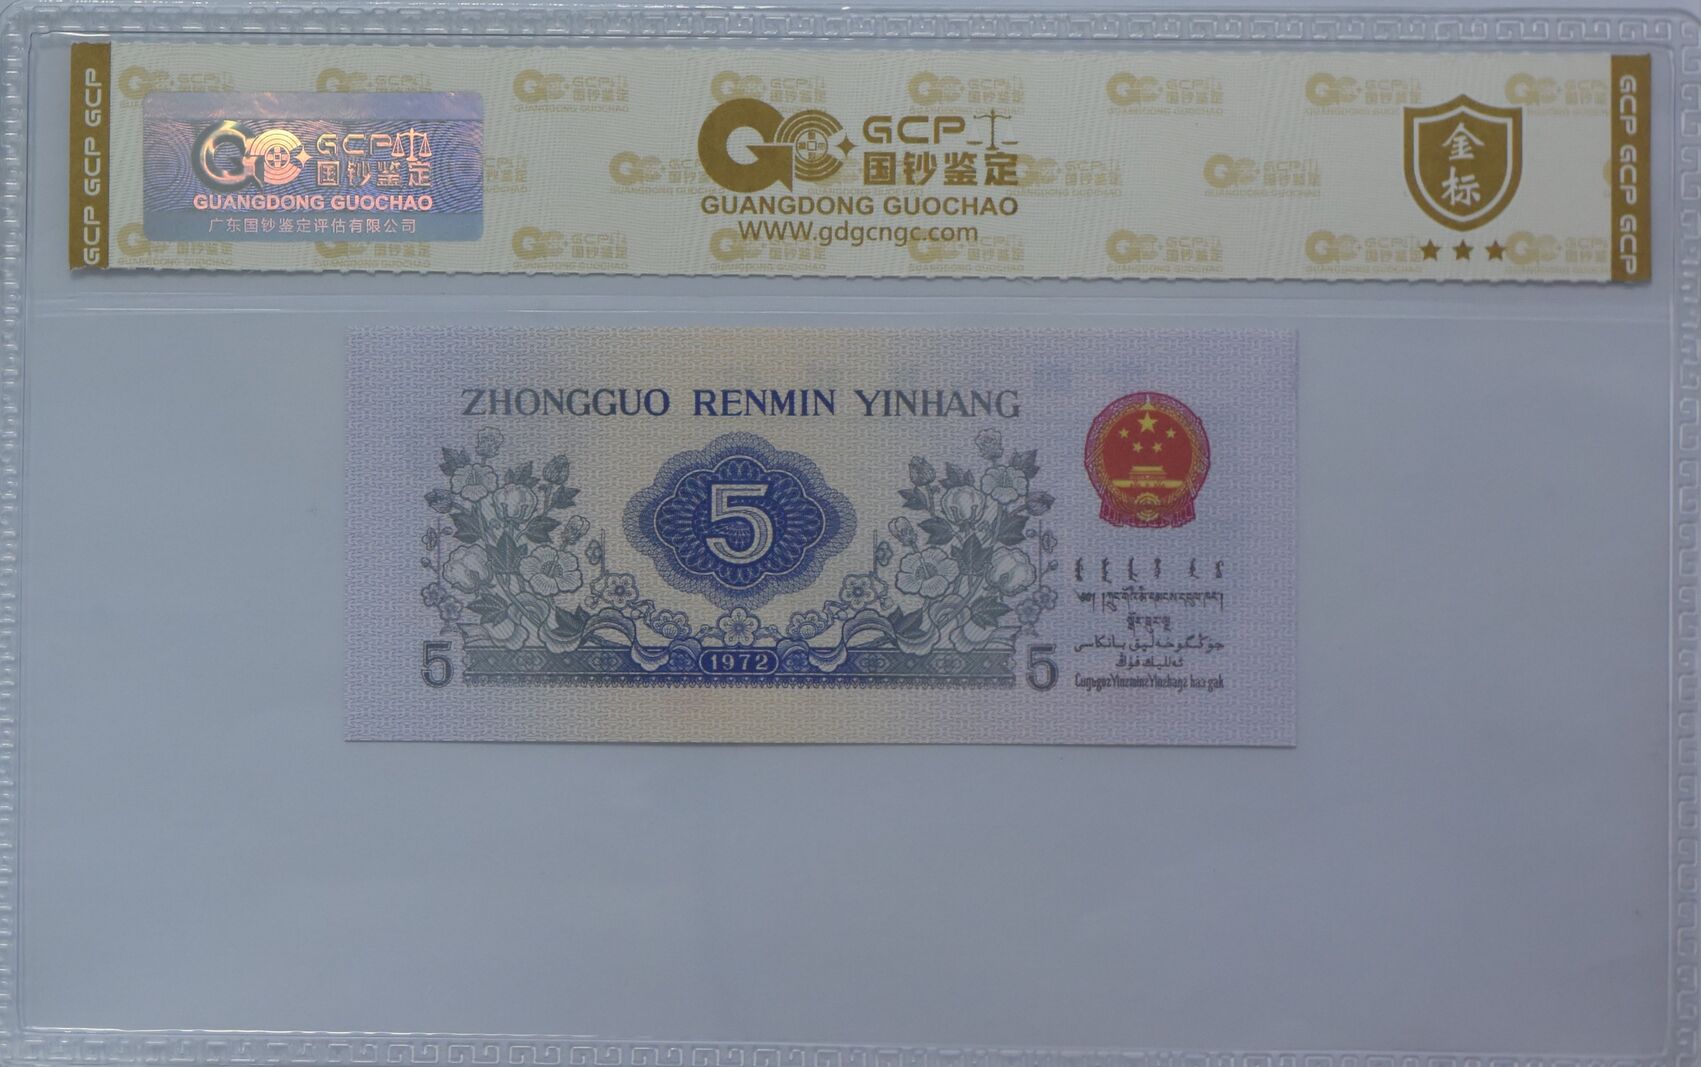 GCP GCP GCP
GCP
国钞鉴定
GUANGDONG GUOCHAO
广东国钞鉴定评估有限公司
GCP
国钞鉴定
GUANGDONG GUOCHAO
WWW.gdgcngc.com
金标
GCP GCP GCP
ZHONGGUO RENMIN YINHANG
5
5
1972
5
جۇڭگوخەلىق بانكاسى